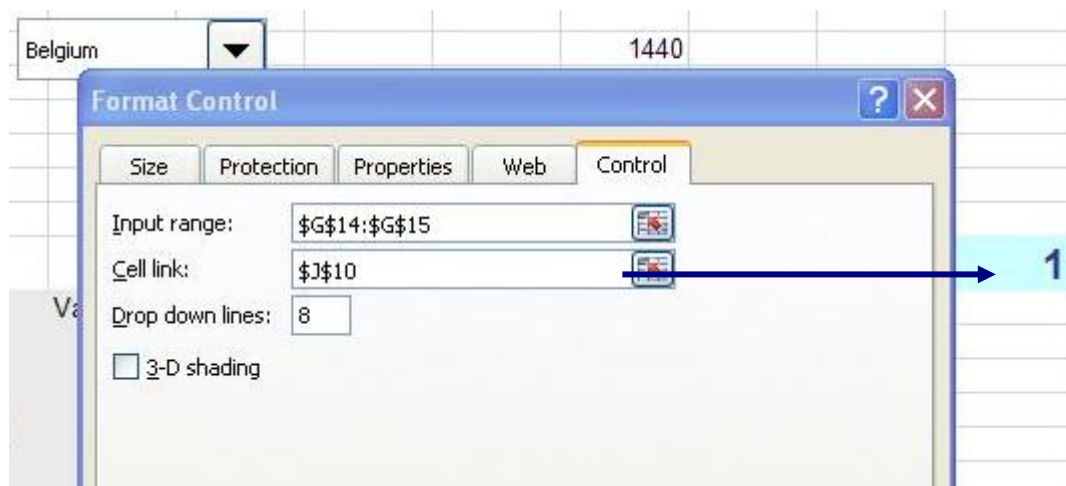 Belgium 1440
Format Control
Size Protection Properties Web Control
Input range: $G$14:$G$15
Cell link: $J$10 1
Va
Drop down lines: 8
3-D shading